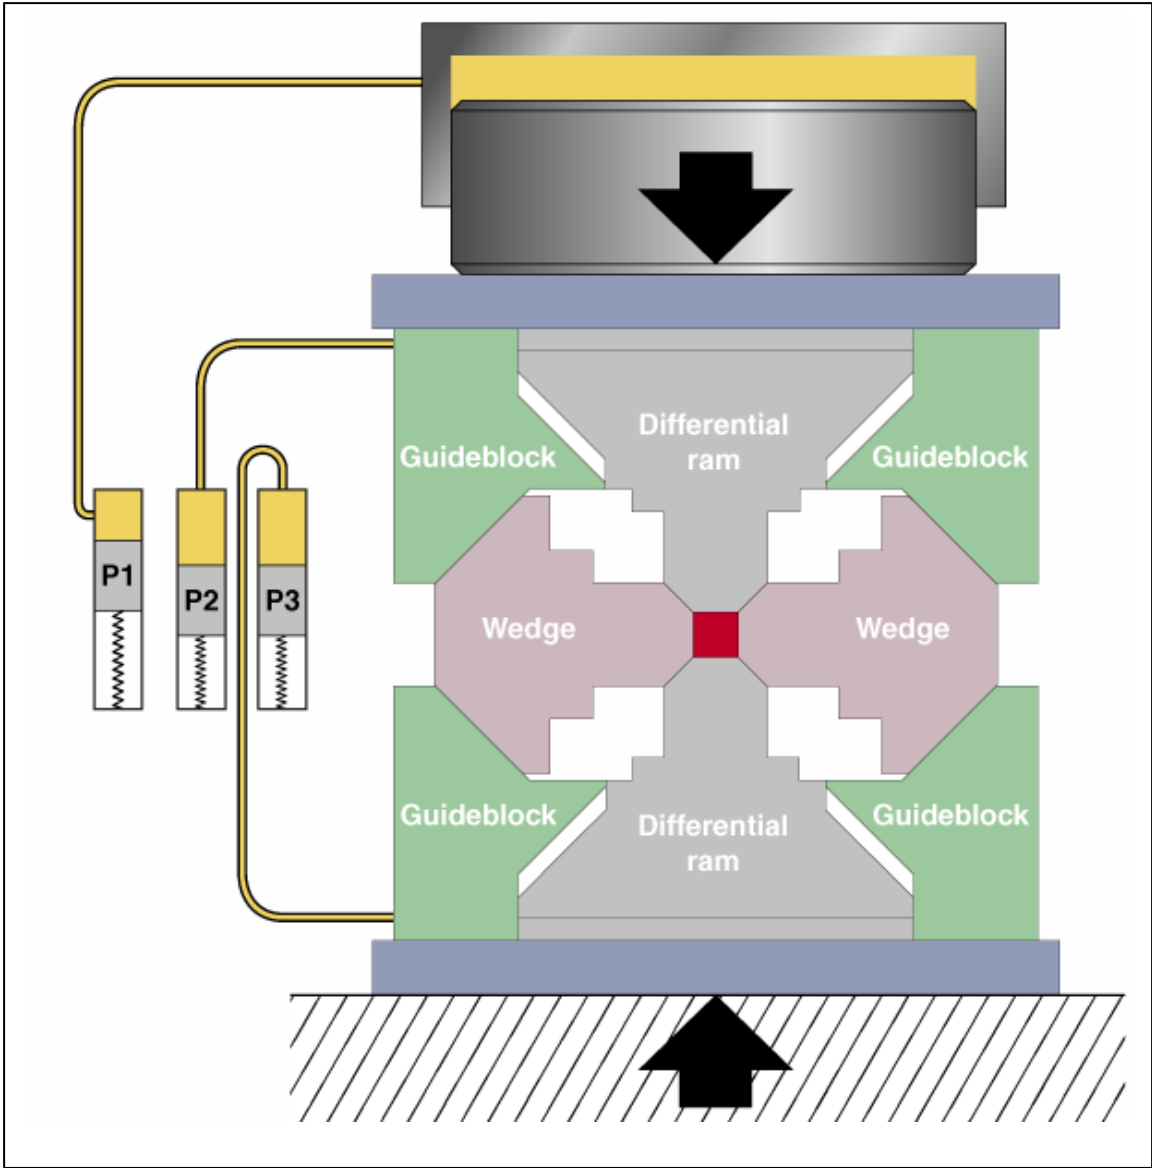 Differential
ram
Guideblock
Guideblock
P1
P2
P3
Wedge
Wedge
Guideblock
Guideblock
Differential
ram